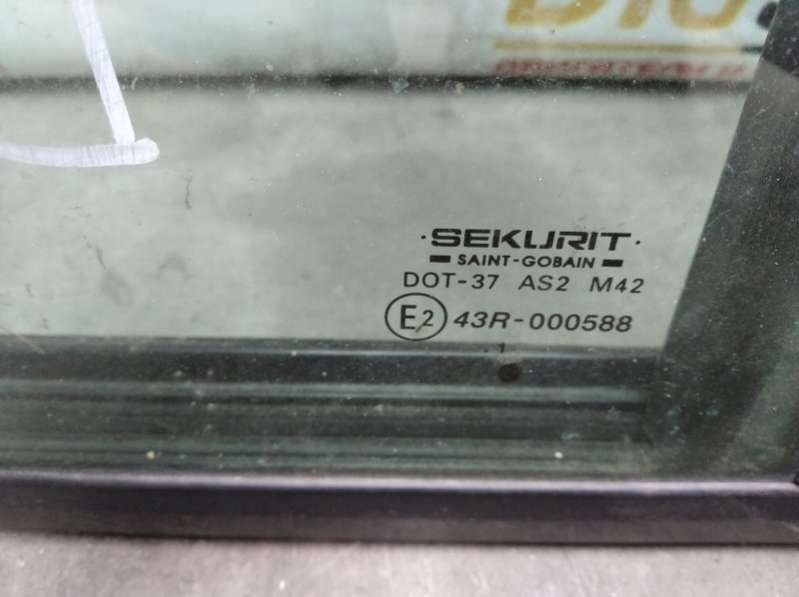 ·SEKURIT·
SAINT-GOBAIN
DOT-37 AS2 M42
E2 43R-000588